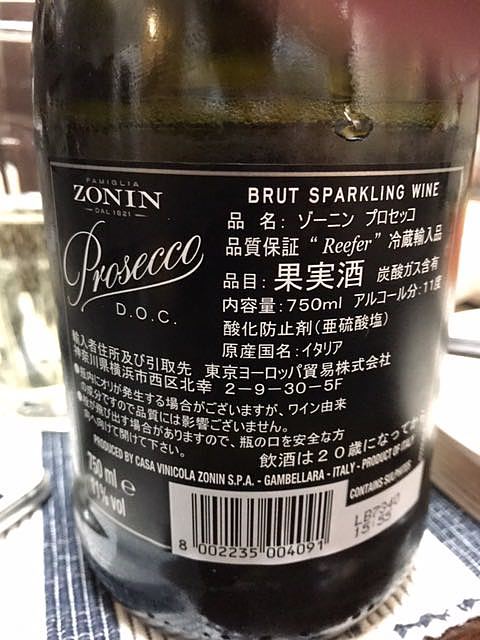 FAMIGLIA
ZONIN
DAL 1821
Prosecco
D.O.C.
BRUT SPARKLING WINE
品 名: ゾーニン プロセッコ
品質保証 “Reefer” 冷蔵輸入品
品目: 果実酒 炭酸ガス含有
内容量: 750ml アルコール分: 11度
酸化防止剤(亜硫酸塩)
原産国名: イタリア
輸入者住所及び引取先 東京ヨーロッパ貿易株式会社
神奈川県横浜市西区北幸 2-9-30-5F
●瓶内にオリが発生する場合がございますが、ワイン由来
の成分ですので品質には影響ございません。
が飛び出す場合がありますので、瓶の口を安全な方
へ向けて開けて下さい。
飲酒は20歳になってから
PRODUCED BY CASA VINICOLA ZONIN S.P.A. - GAMBELLARA - ITALY - PRODUCT OF ITALY
750 ml e
11% vol
CONTAINS SULPHITES
8 002235 004091
LB7940
15:55